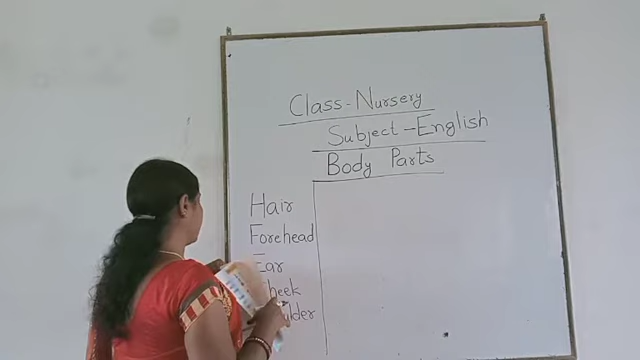 Class-Nursery
Subject-English
Body Parts
Hair
Forehead
Ear